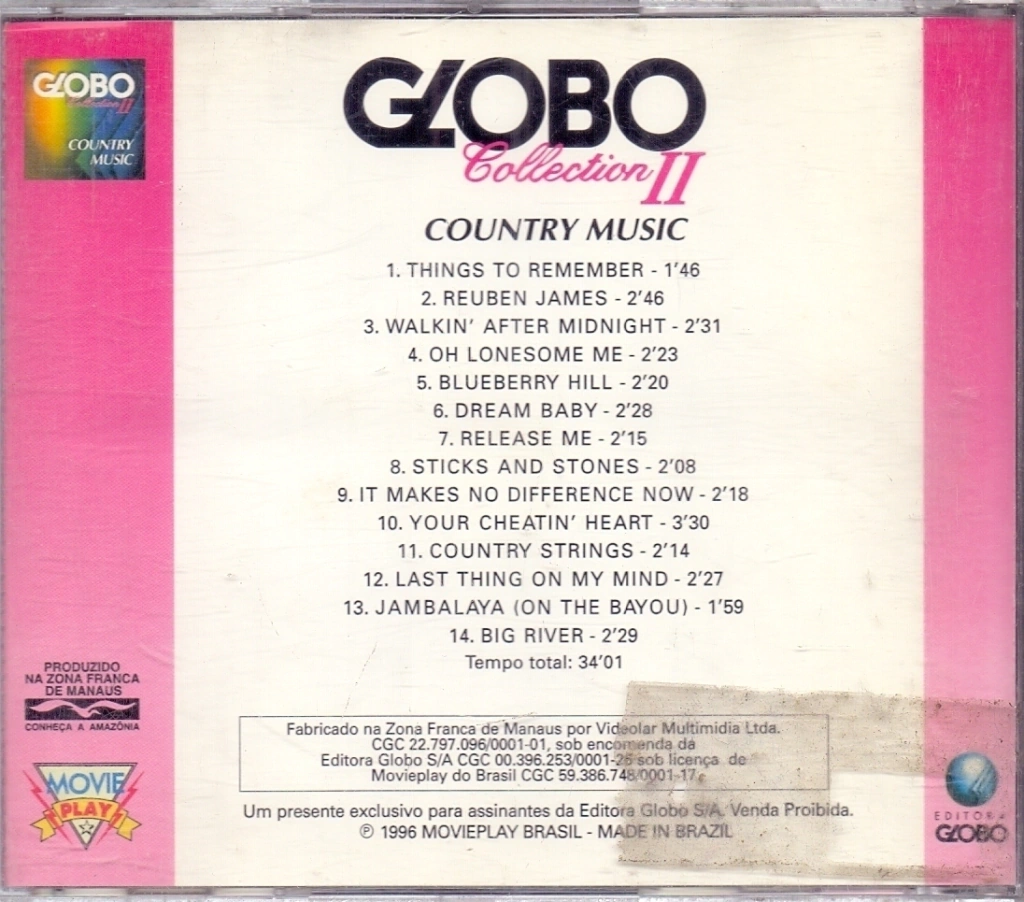 GLOBO
Collection II
COUNTRY
MUSIC
GLOBO
Collection II
COUNTRY MUSIC
1. THINGS TO REMEMBER - 1'46
2. REUBEN JAMES - 2'46
3. WALKIN' AFTER MIDNIGHT - 2'31
4. OH LONESOME ME - 2'23
5. BLUEBERRY HILL - 2'20
6. DREAM BABY - 2'28
7. RELEASE ME - 2'15
8. STICKS AND STONES - 2'08
9. IT MAKES NO DIFFERENCE NOW - 2'18
10. YOUR CHEATIN' HEART - 3'30
11. COUNTRY STRINGS - 2'14
12. LAST THING ON MY MIND - 2'27
13. JAMBALAYA (ON THE BAYOU) - 1'59
14. BIG RIVER - 2'29
Tempo total: 34'01
PRODUZIDO
NA ZONA FRANCA
DE MANAUS
CONHEÇA A AMAZÔNIA
MOVIE
PLAY
Fabricado na Zona Franca de Manaus por Videolar Multimidia Ltda.
CGC 22.797.096/0001-01, sob encomenda da
Editora Globo S/A CGC 00.396.253/0001-26 sob licença de
Movieplay do Brasil CGC 59.386.748/0001-17.
Um presente exclusivo para assinantes da Editora Globo S/A. Venda Proibida.
℗ 1996 MOVIEPLAY BRASIL - MADE IN BRAZIL
EDITORA
GLOBO